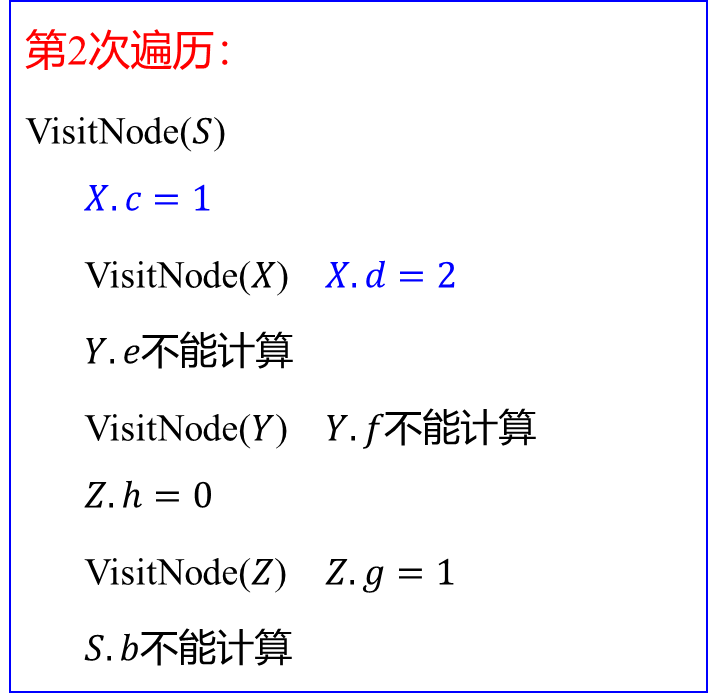 第2次遍历：
VisitNode(S)
X.c = 1
VisitNode(X) X.d = 2
Y.e不能计算
VisitNode(Y) Y.f不能计算
Z.h = 0
VisitNode(Z) Z.g = 1
S.b不能计算